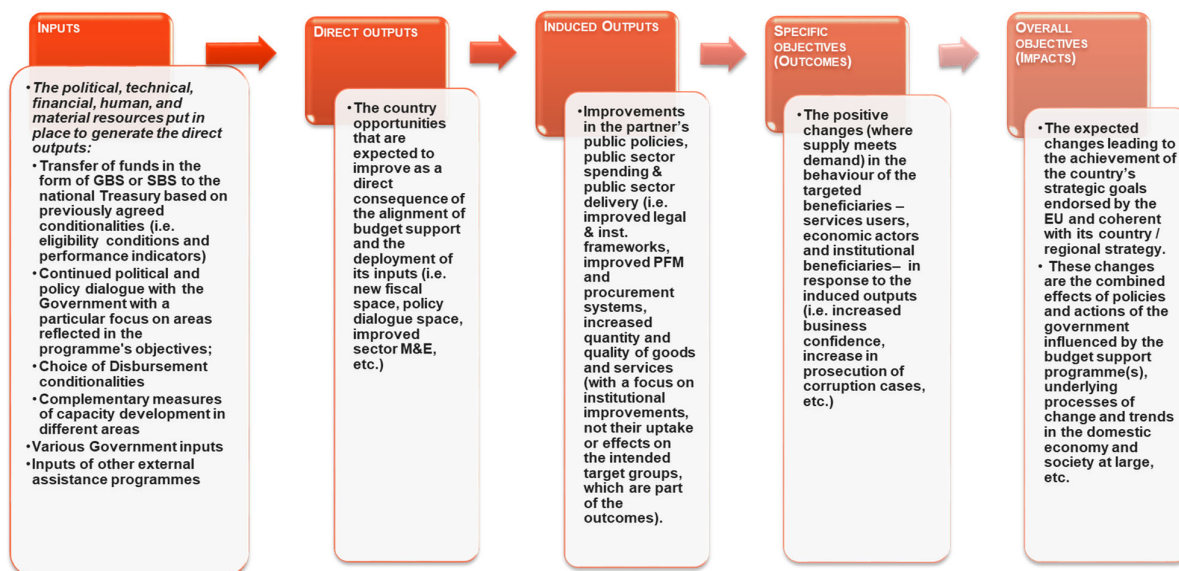 INPUTS
•The political, technical,
financial, human, and
material resources put in
place to generate the direct
outputs:
•Transfer of funds in the
form of GBS or SBS to the
national Treasury based on
previously agreed
conditionalities (i.e.
eligibility conditions and
performance indicators)
•Continued political and
policy dialogue with the
Government with a
particular focus on areas
reflected in the
programme's objectives;
•Choice of Disbursement
conditionalities
•Complementary measures
of capacity development in
different areas
•Various Government inputs
•Inputs of other external
assistance programmes
DIRECT OUTPUTS
•The country
opportunities that
are expected to
improve as a
direct
consequence of
the alignment of
budget support
and the
deployment of
its inputs (i.e.
new fiscal
space, policy
dialogue space,
improved
sector M&E,
etc.)
INDUCED OUTPUTS
•Improvements
in the partner's
public policies,
public sector
spending &
public sector
delivery (i.e.
improved legal
& inst.
frameworks,
improved PFM
and
procurement
systems,
increased
quantity and
quality of goods
and services
(with a focus on
institutional
improvements,
not their uptake
or effects on
the intended
target groups,
which are part
of the
outcomes).
SPECIFIC
OBJECTIVES
(OUTCOMES)
•The positive
changes (where
supply meets
demand) in the
behaviour of the
targeted
beneficiaries –
services users,
economic actors
and institutional
beneficiaries– in
response to the
induced outputs
(i.e. increased
business
confidence,
increase in
prosecution of
corruption cases,
etc.)
OVERALL
OBJECTIVES
(IMPACTS)
•The expected
changes leading to
the achievement of
the country's
strategic goals
endorsed by the
EU and coherent
with its country /
regional strategy.
• These changes
are the combined
effects of policies
and actions of the
government
influenced by the
budget support
programme(s),
underlying
processes of
change and trends
in the domestic
economy and
society at large,
etc.